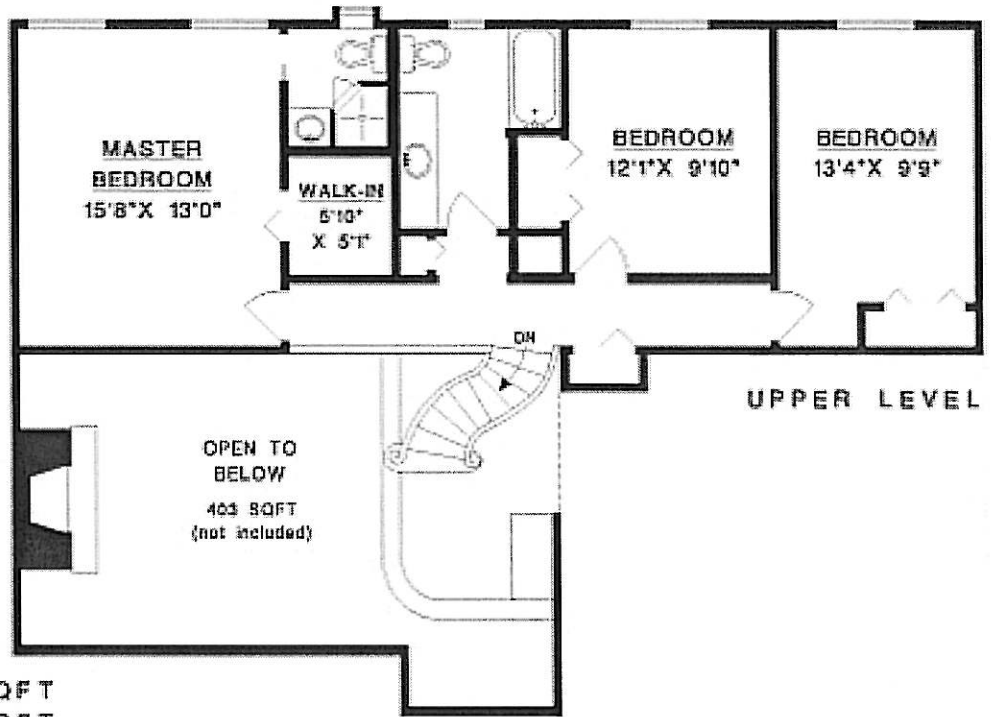 MASTER
BEDROOM
15'8"X 13'0"
WALK-IN
5'10"
X 5'1"
BEDROOM
12'1"X 9'10"
BEDROOM
13'4"X 9'9"
DN
UPPER LEVEL
OPEN TO
BELOW
403 SQFT
(not included)
QFT